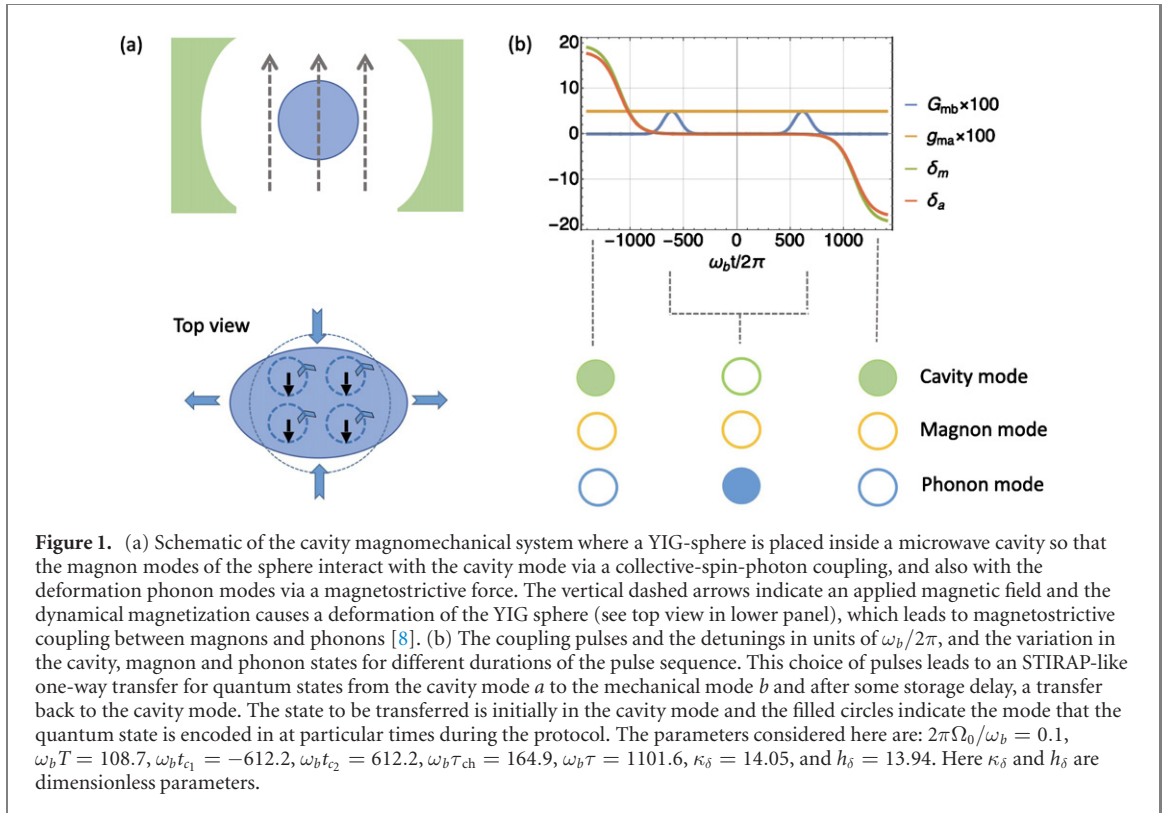 (a)
Top view
(b)
20
10
0
−10
−20
−1000 −500 0 500 1000
ω_b t/2π
G_mb×100
g_ma×100
δ_m
δ_a
Cavity mode
Magnon mode
Phonon mode
Figure 1. (a) Schematic of the cavity magnomechanical system where a YIG-sphere is placed inside a microwave cavity so that
the magnon modes of the sphere interact with the cavity mode via a collective-spin-photon coupling, and also with the
deformation phonon modes via a magnetostrictive force. The vertical dashed arrows indicate an applied magnetic field and the
dynamical magnetization causes a deformation of the YIG sphere (see top view in lower panel), which leads to magnetostrictive
coupling between magnons and phonons [8]. (b) The coupling pulses and the detunings in units of ω_b/2π, and the variation in
the cavity, magnon and phonon states for different durations of the pulse sequence. This choice of pulses leads to an STIRAP-like
one-way transfer for quantum states from the cavity mode a to the mechanical mode b and after some storage delay, a transfer
back to the cavity mode. The state to be transferred is initially in the cavity mode and the filled circles indicate the mode that the
quantum state is encoded in at particular times during the protocol. The parameters considered here are: 2πΩ_0/ω_b = 0.1,
ω_bT = 108.7, ω_bt_c1 = −612.2, ω_bt_c2 = 612.2, ω_bτ_ch = 164.9, ω_bτ = 1101.6, κ_δ = 14.05, and h_δ = 13.94. Here κ_δ and h_δ are
dimensionless parameters.